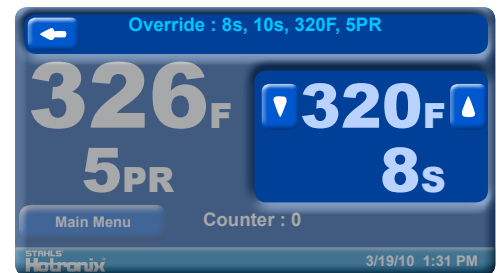 Override : 8s, 10s, 320F, 5PR
326F
320F
5PR
8s
Main Menu
Counter : 0
STAHLS'
Hotronix
3/19/10 1:31 PM